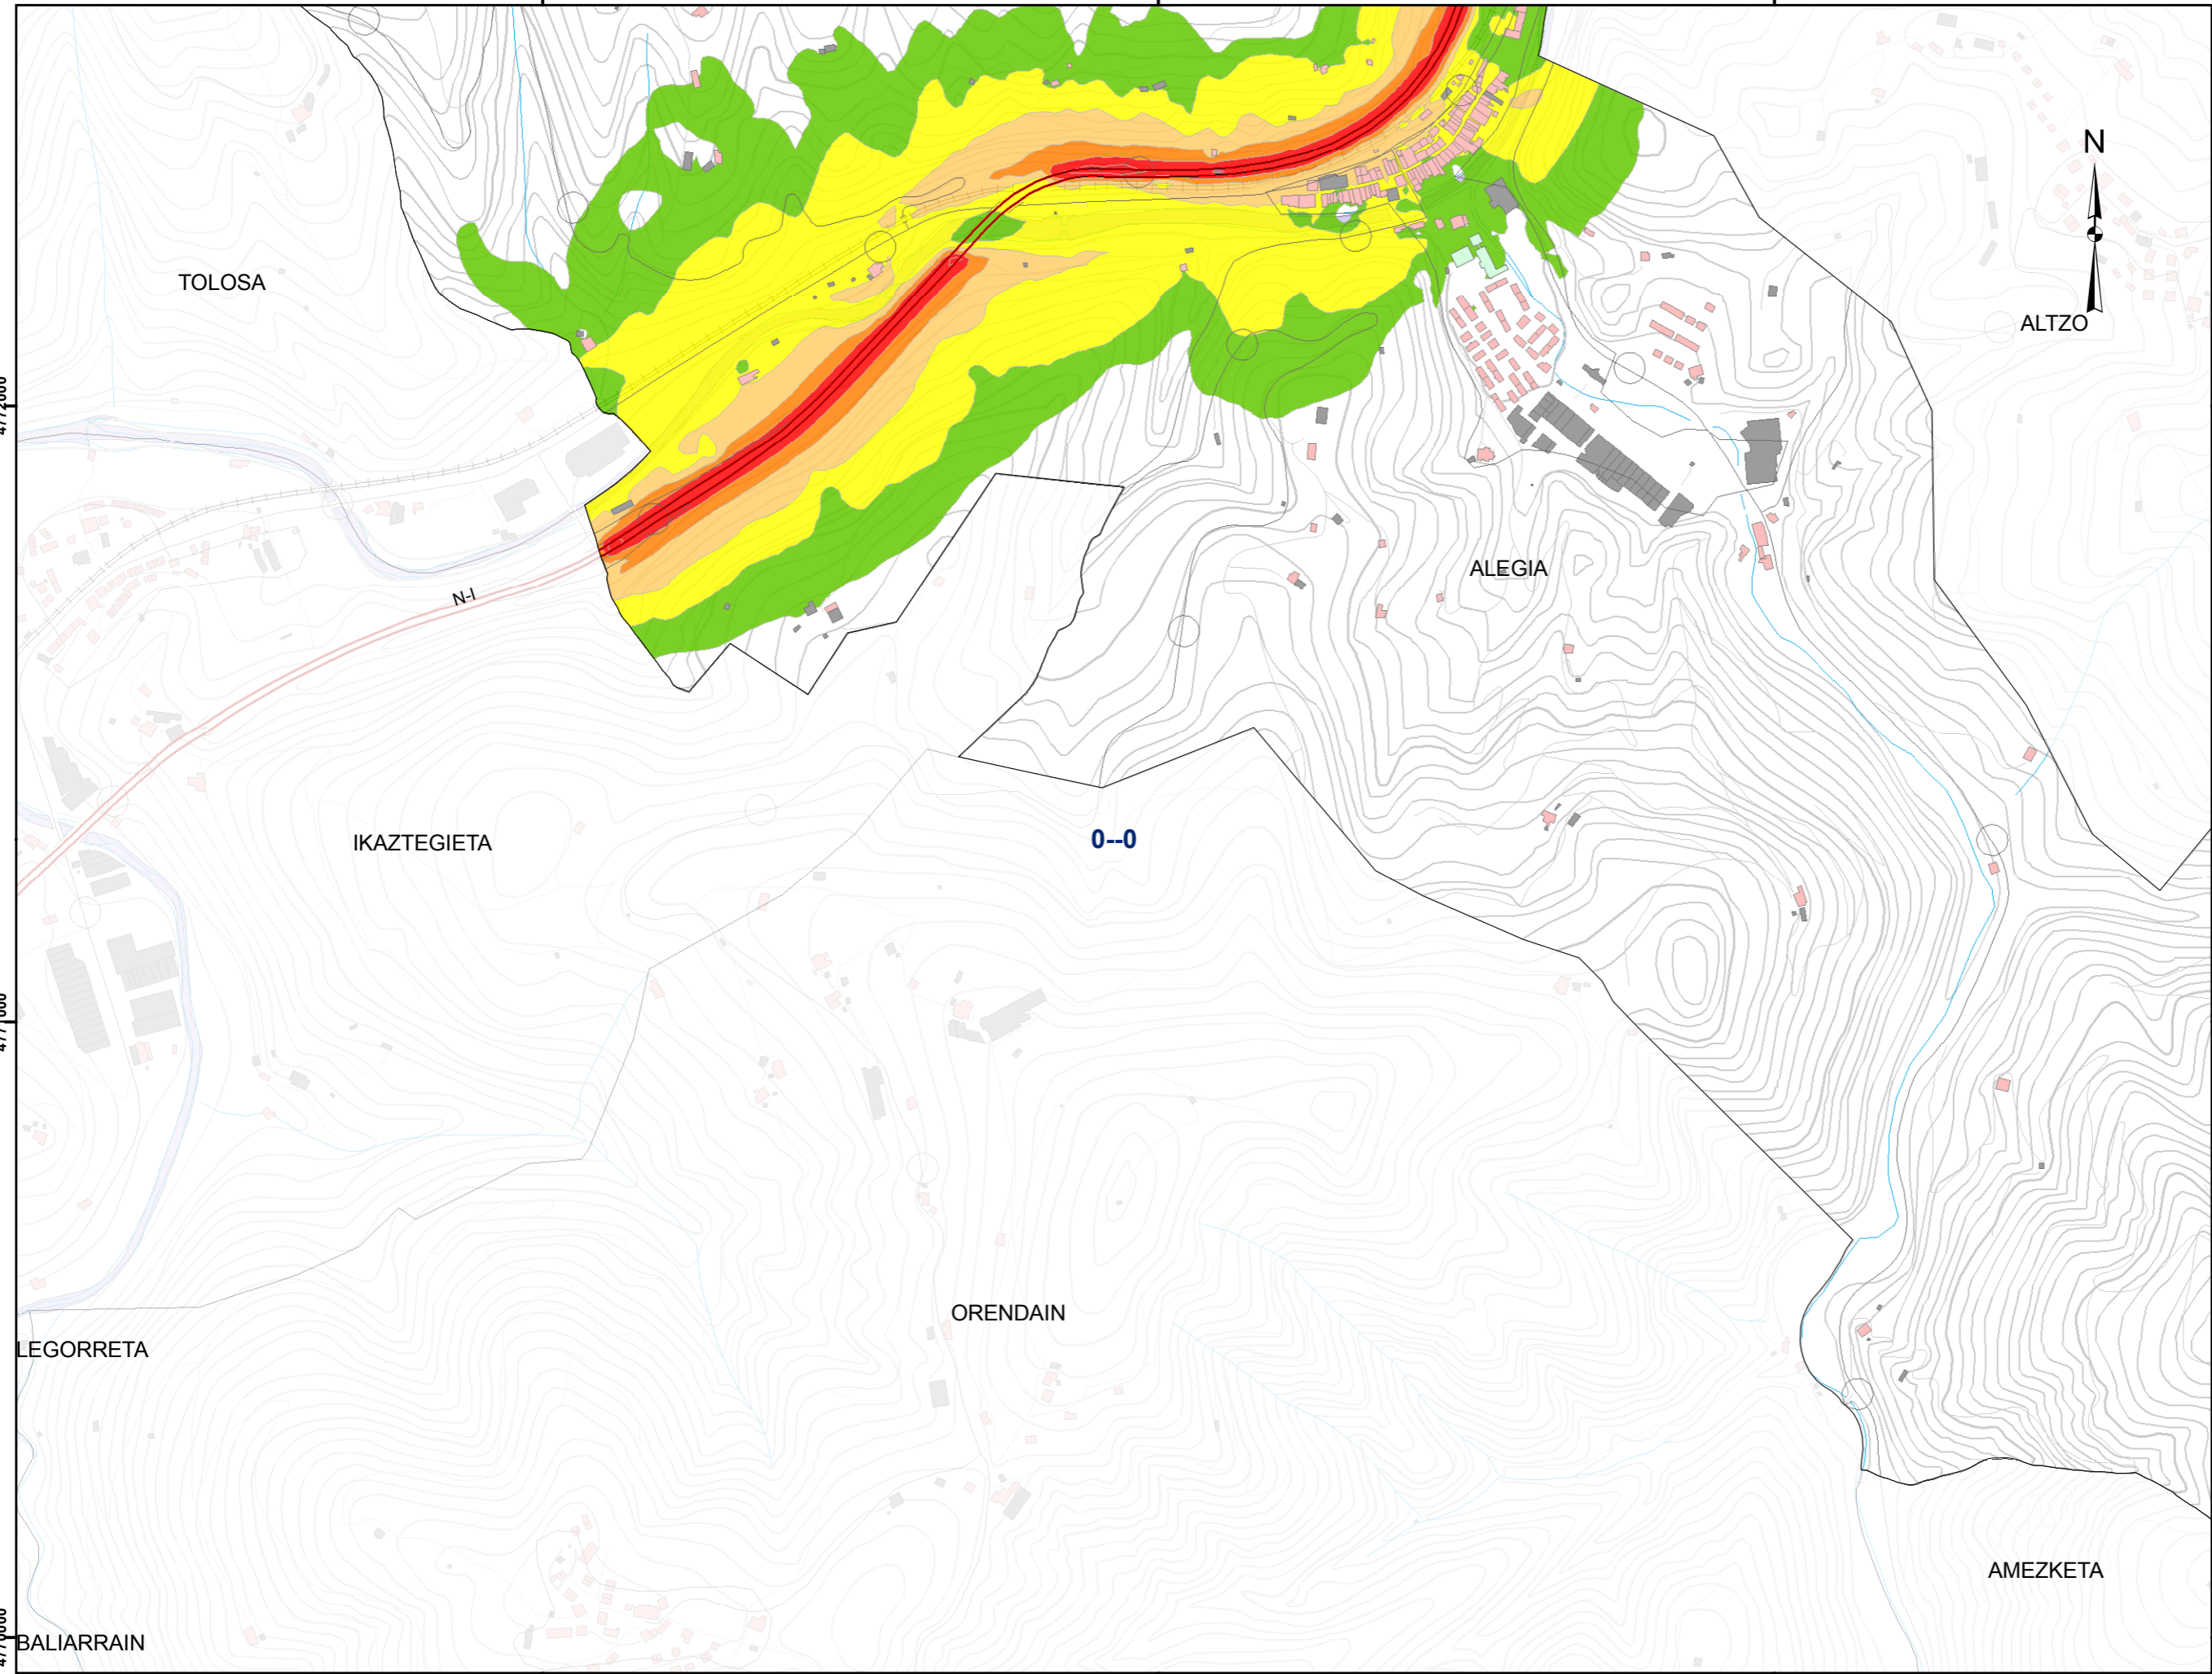 N
TOLOSA
ALTZO
ALEGIA
N-I
IKAZTEGIETA
0--0
ORENDAIN
LEGORRETA
AMEZKETA
BALIARRAIN